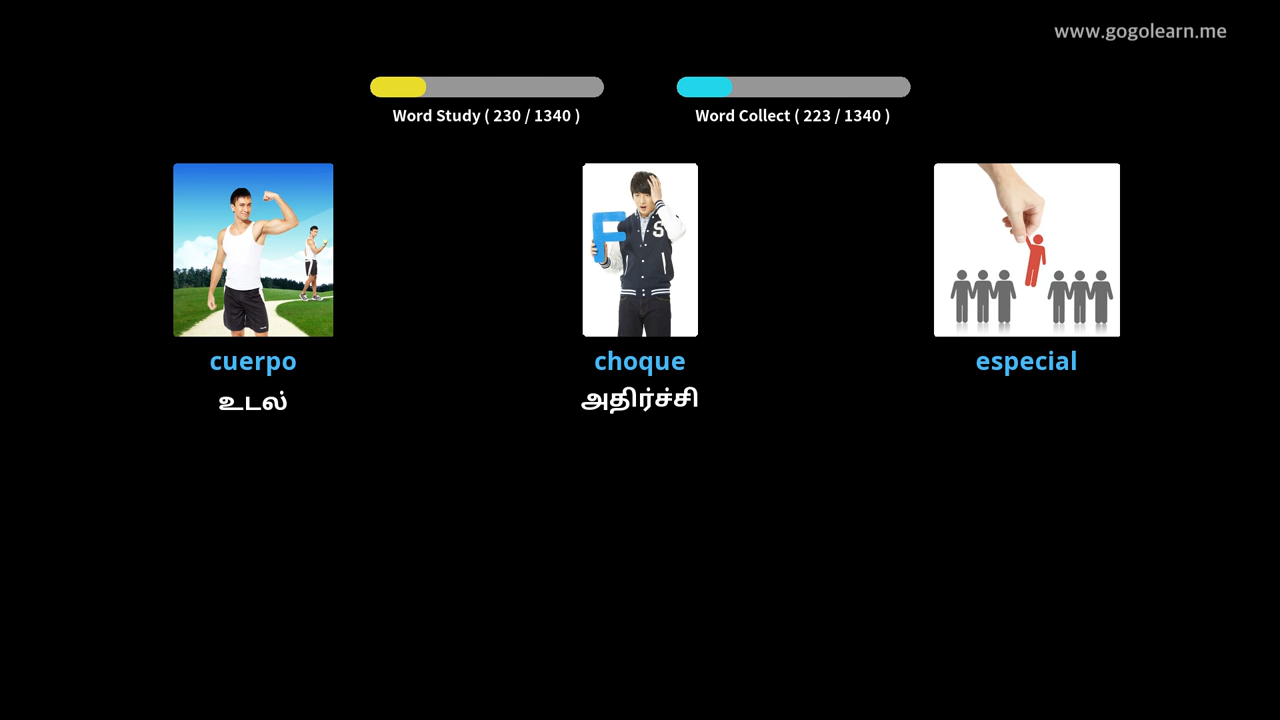 www.gogolearn.me
Word Study ( 230 / 1340 )
Word Collect ( 223 / 1340 )
F
S
cuerpo
choque
especial
உடல்
அதிர்ச்சி